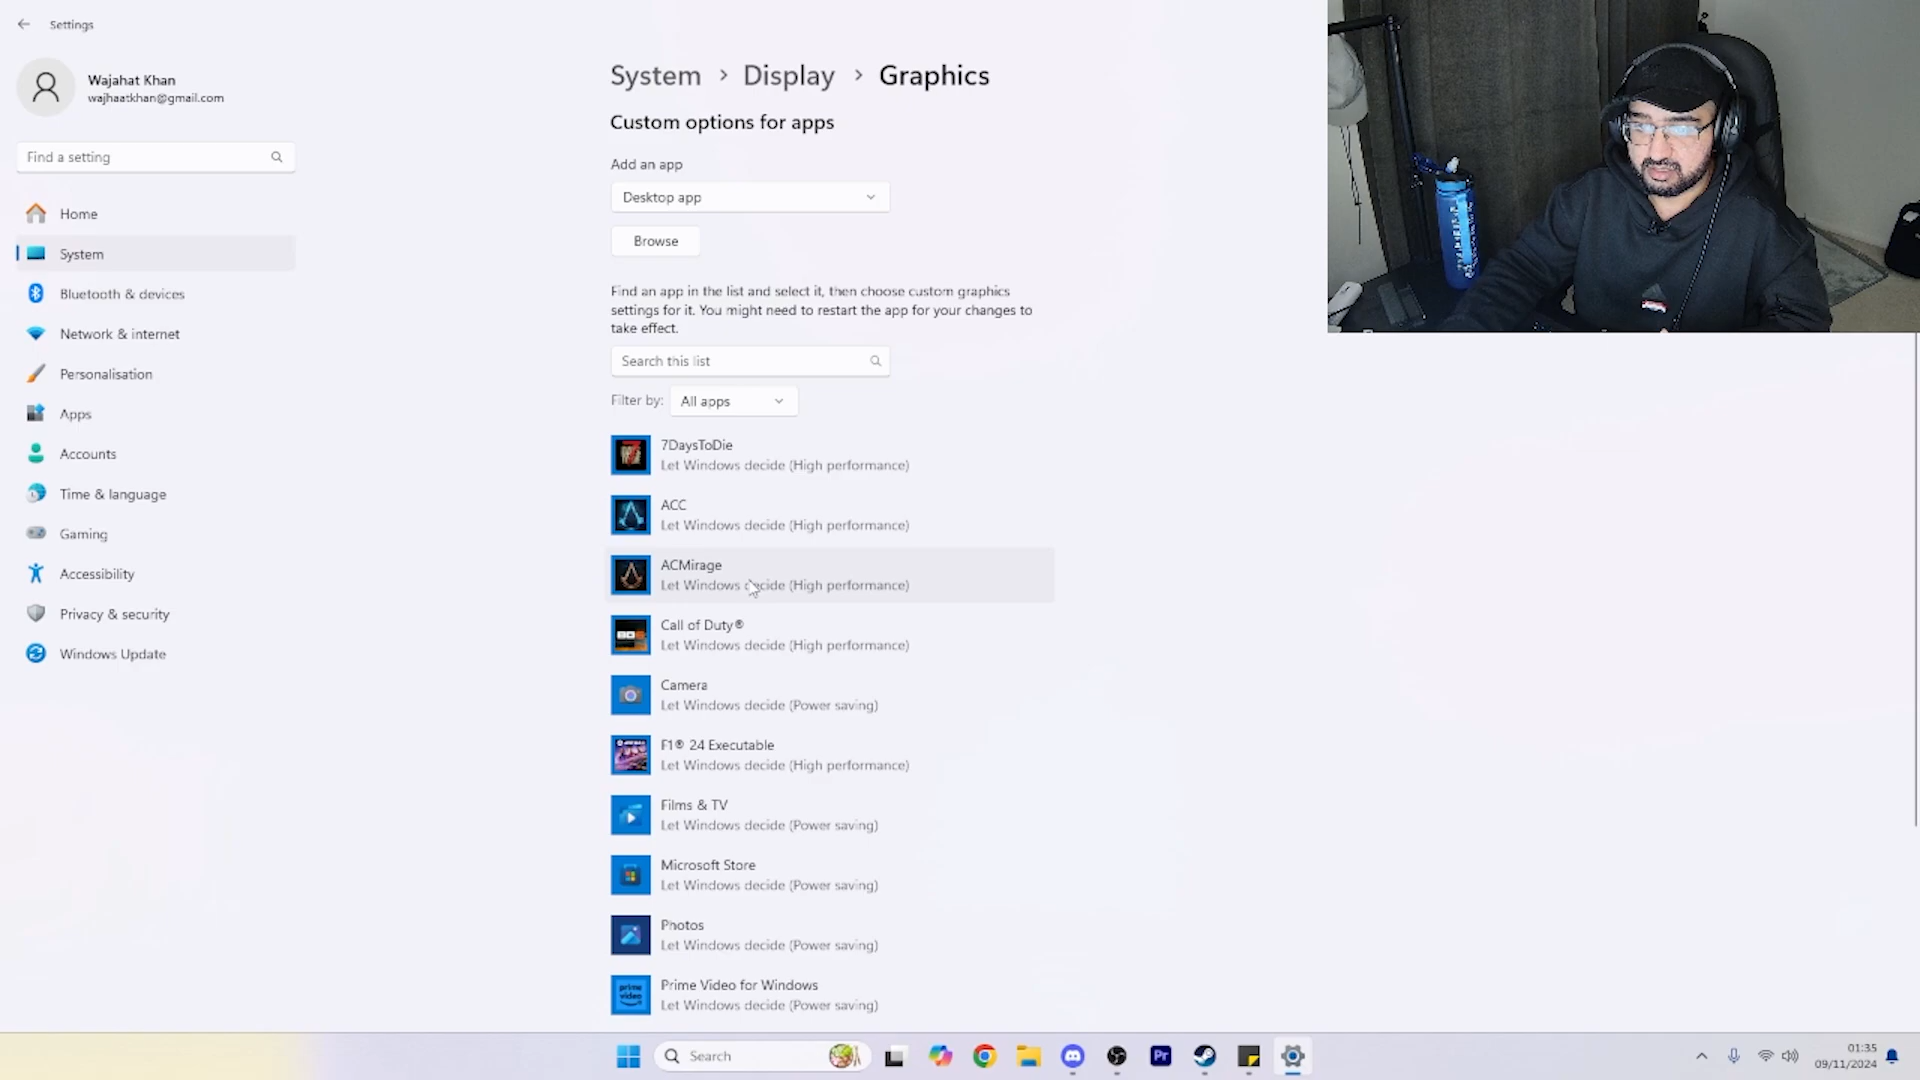 Settings
Wajahat Khan
wajhaatkhan@gmail.com
Find a setting
Home
System
Bluetooth & devices
Network & internet
Personalisation
Apps
Accounts
Time & language
Gaming
Accessibility
Privacy & security
Windows Update
System > Display > Graphics
Custom options for apps
Add an app
Desktop app
Browse
Find an app in the list and select it, then choose custom graphics
settings for it. You might need to restart the app for your changes to
take effect.
Search this list
Filter by: All apps
7DaysToDie
Let Windows decide (High performance)
ACC
Let Windows decide (High performance)
ACMirage
Let Windows decide (High performance)
Call of Duty®
Let Windows decide (High performance)
Camera
Let Windows decide (Power saving)
F1® 24 Executable
Let Windows decide (High performance)
Films & TV
Let Windows decide (Power saving)
Microsoft Store
Let Windows decide (Power saving)
Photos
Let Windows decide (Power saving)
prime video
Prime Video for Windows
Let Windows decide (Power saving)
Search
Pr
01:35
09/11/2024